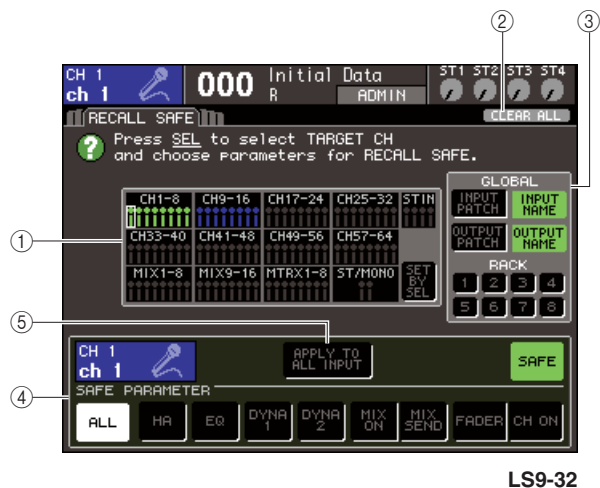 ② ③
CH 1
ch 1
000
Initial Data
R
ADMIN
ST1 ST2 ST3 ST4
RECALL SAFE
CLEAR ALL
Press SEL to select TARGET CH
and choose parameters for RECALL SAFE.
①
CH1-8 CH9-16 CH17-24 CH25-32 STIN
CH33-40 CH41-48 CH49-56 CH57-64
MIX1-8 MIX9-16 MTRX1-8 ST/MONO
SET
BY
SEL
GLOBAL
INPUT
PATCH
INPUT
NAME
OUTPUT
PATCH
OUTPUT
NAME
RACK
1 2 3 4
5 6 7 8
⑤
④
CH 1
ch 1
APPLY TO
ALL INPUT
SAFE
SAFE PARAMETER
ALL
HA
EQ
DYNA
1
DYNA
2
MIX
ON
MIX
SEND
FADER
CH ON
LS9-32